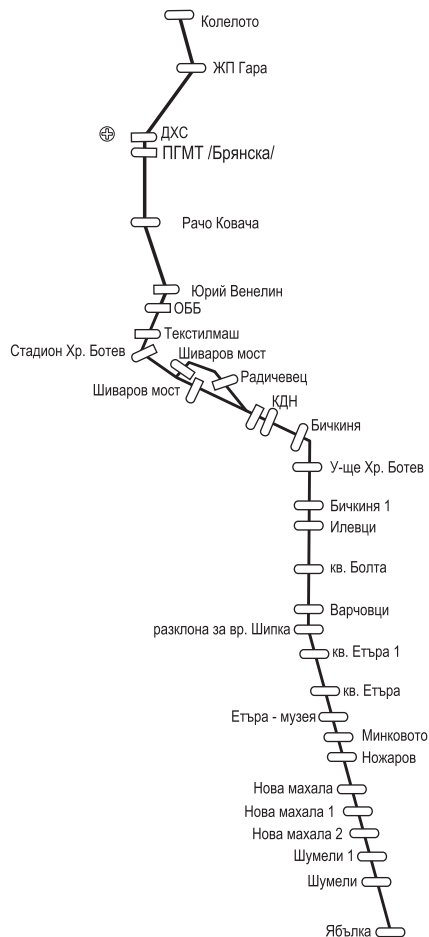 Колелото
ЖП Гара
ДХС
ПГМТ /Брянска/
Рачо Ковача
Юрий Венелин
ОББ
Текстилмаш
Стадион Хр. Ботев
Шиваров мост
Радичевец
Шиваров мост
КДН
Бичкиня
У-ще Хр. Ботев
Бичкиня 1
Илевци
кв. Болта
Варчовци
разклона за вр. Шипка
кв. Етъра 1
кв. Етъра
Етъра - музея
Минковото
Ножаров
Нова махала
Нова махала 1
Нова махала 2
Шумели 1
Шумели
Ябълка